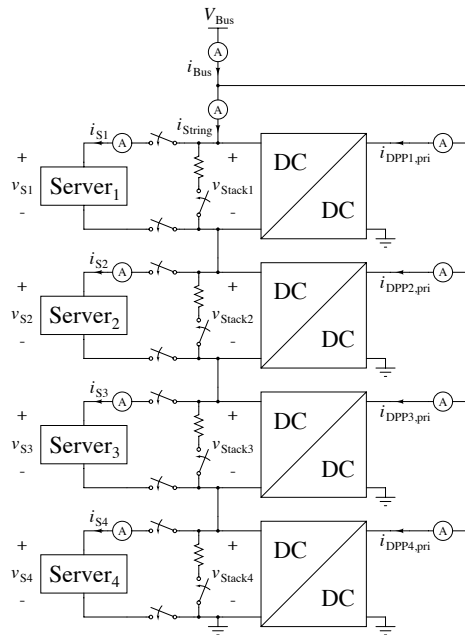 V_Bus
A
i_Bus
A
i_String
i_S1 A
DC
DC
A
i_DPP1,pri
+
v_S1
-
Server_1
+
v_Stack1
-
i_S2 A
DC
DC
A
i_DPP2,pri
+
v_S2
-
Server_2
+
v_Stack2
-
i_S3 A
DC
DC
A
i_DPP3,pri
+
v_S3
-
Server_3
+
v_Stack3
-
i_S4 A
DC
DC
A
i_DPP4,pri
+
v_S4
-
Server_4
+
v_Stack4
-